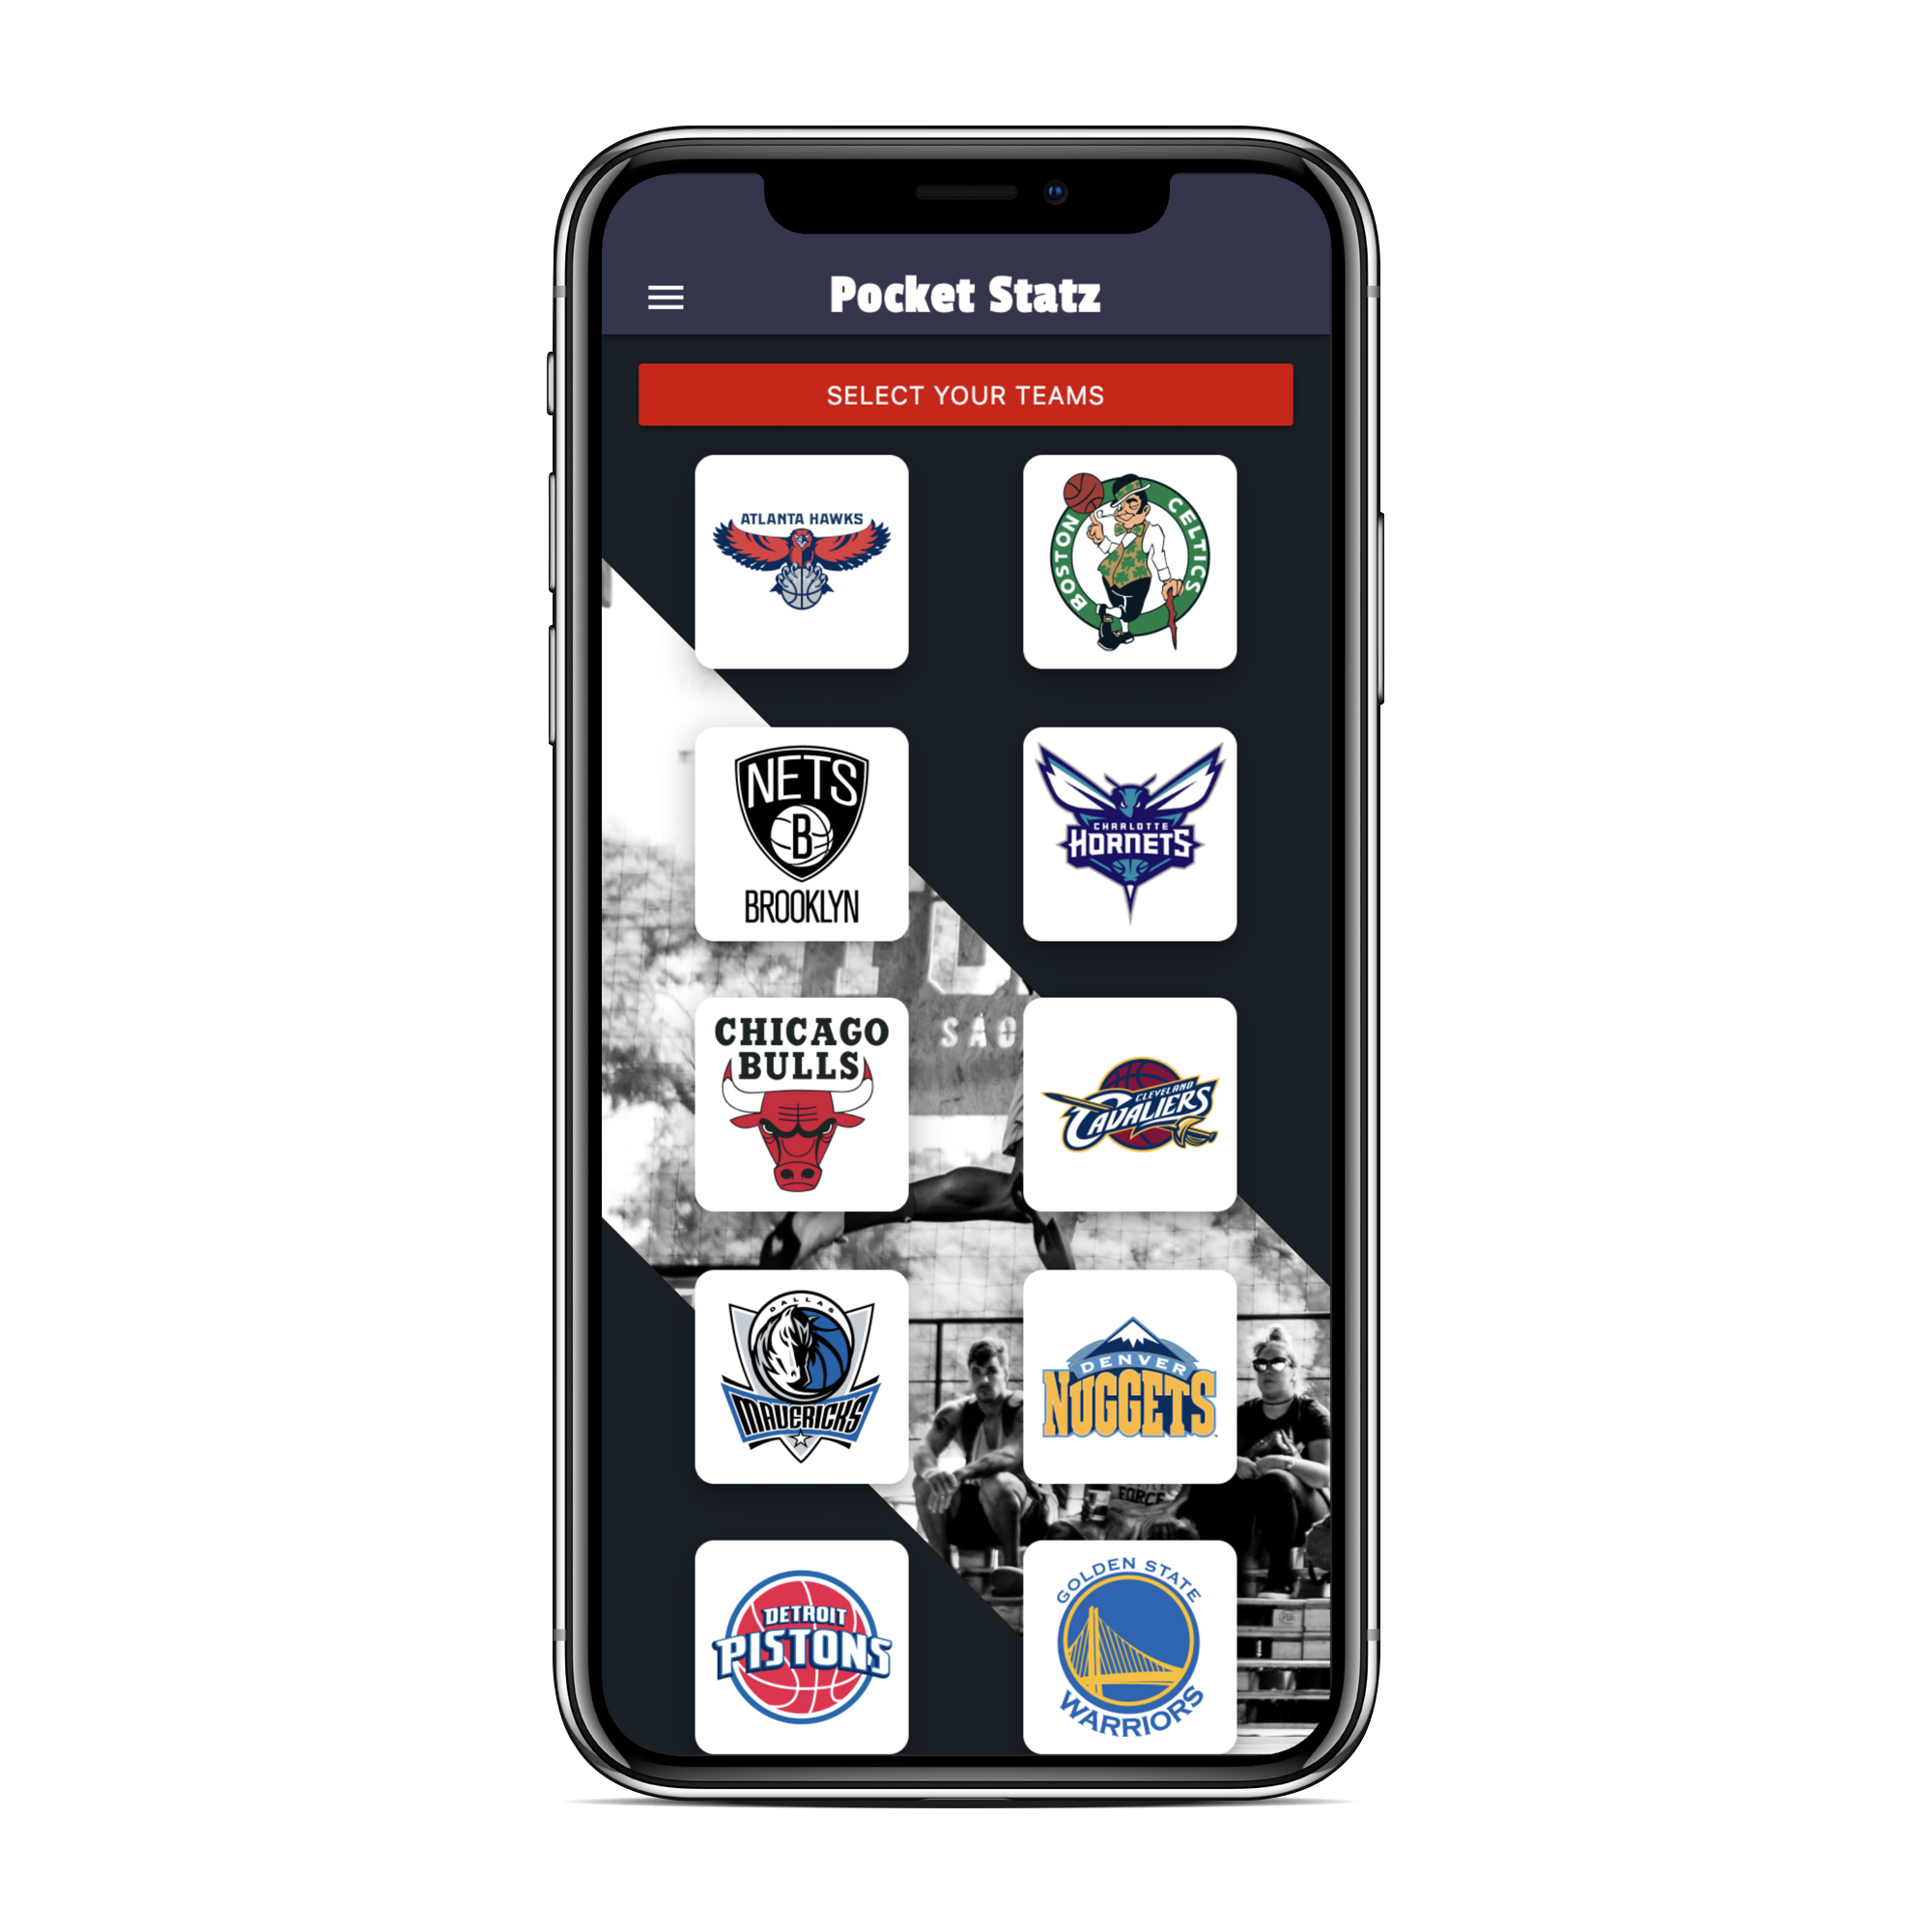 Pocket Statz
SELECT YOUR TEAMS
ATLANTA HAWKS
BOSTON CELTICS
NETS
B
BROOKLYN
CHARLOTTE
HORNETS
CHICAGO
BULLS
SÃO
CLEVELAND
CAVALIERS
DALLAS
MAVERICKS
DENVER
NUGGETS
FORCE
DETROIT
PISTONS
GOLDEN STATE
WARRIORS